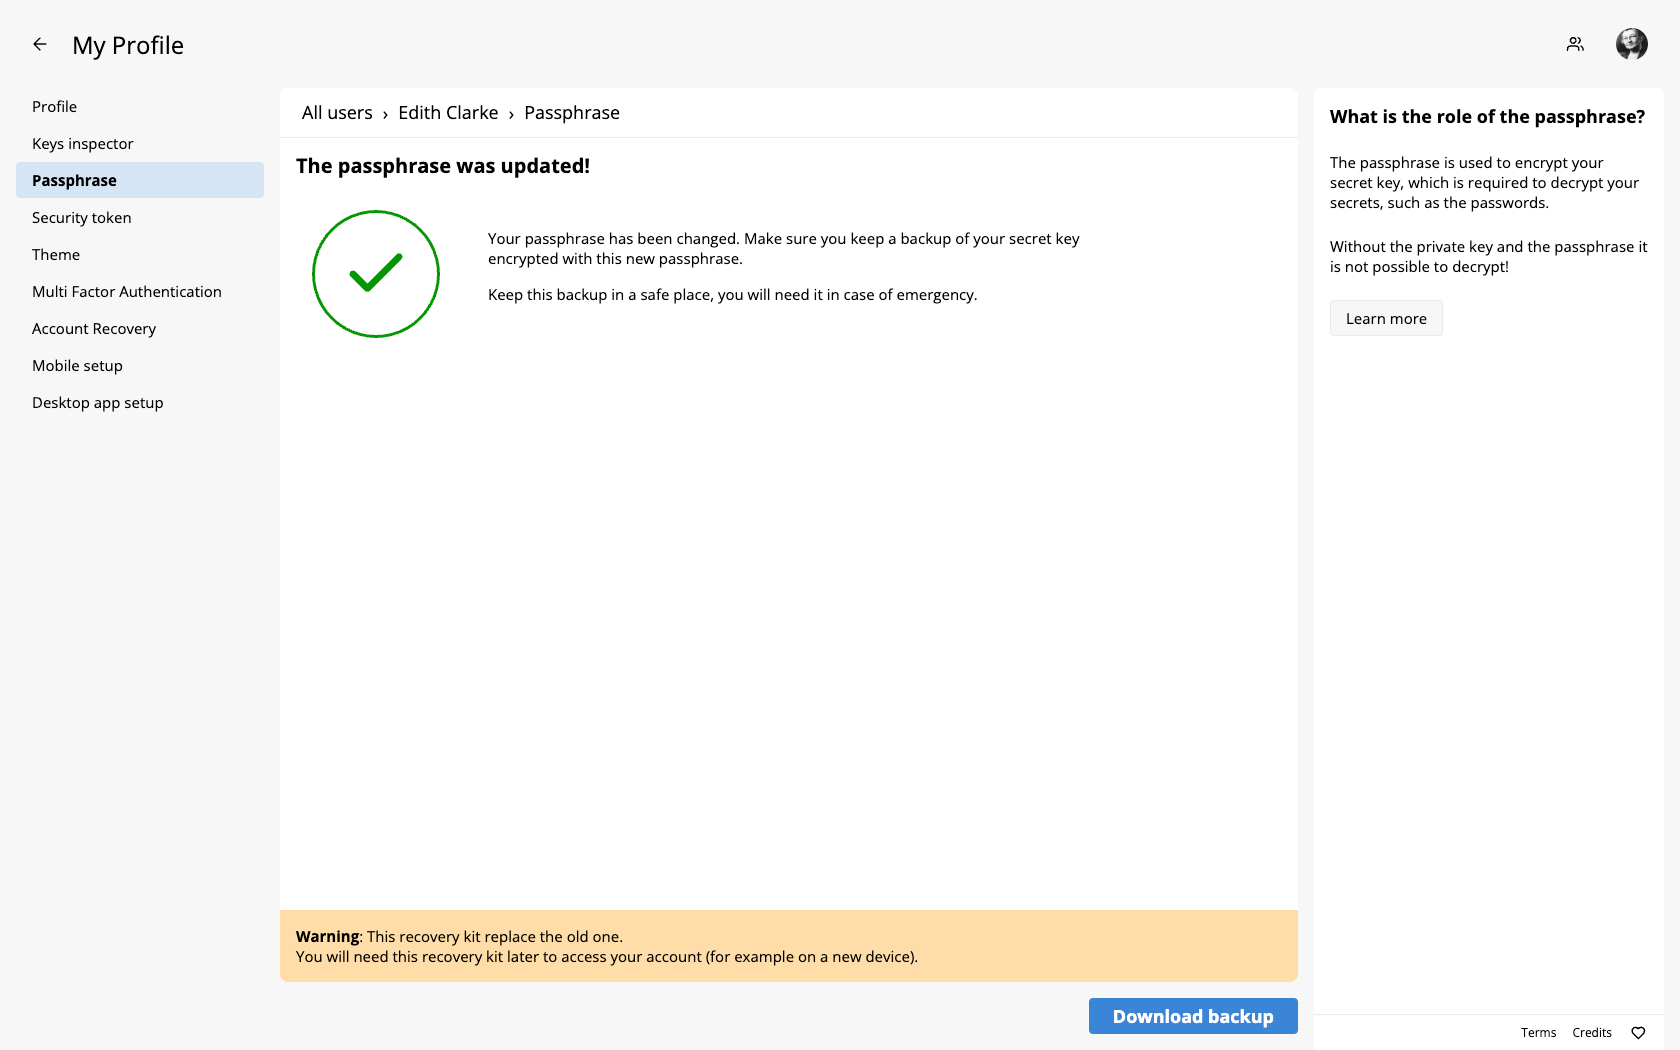 My Profile
Profile
Keys inspector
Passphrase
Security token
Theme
Multi Factor Authentication
Account Recovery
Mobile setup
Desktop app setup
All users › Edith Clarke › Passphrase
The passphrase was updated!
Your passphrase has been changed. Make sure you keep a backup of your secret key
encrypted with this new passphrase.
Keep this backup in a safe place, you will need it in case of emergency.
Warning: This recovery kit replace the old one.
You will need this recovery kit later to access your account (for example on a new device).
Download backup
What is the role of the passphrase?
The passphrase is used to encrypt your
secret key, which is required to decrypt your
secrets, such as the passwords.
Without the private key and the passphrase it
is not possible to decrypt!
Learn more
Terms Credits